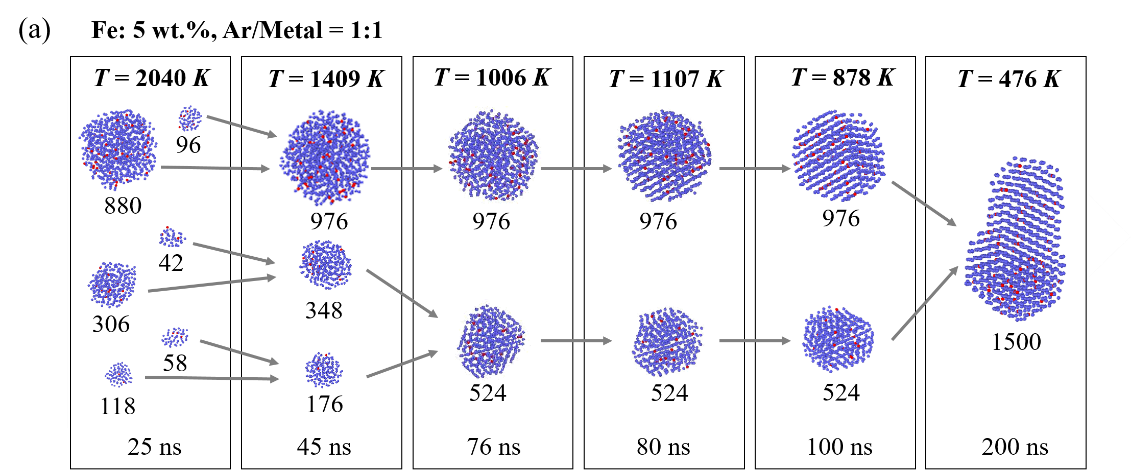 (a) Fe: 5 wt.%, Ar/Metal = 1:1
T = 2040 K
96
880
42
306
58
118
25 ns
T = 1409 K
976
348
176
45 ns
T = 1006 K
976
524
76 ns
T = 1107 K
976
524
80 ns
T = 878 K
976
524
100 ns
T = 476 K
1500
200 ns